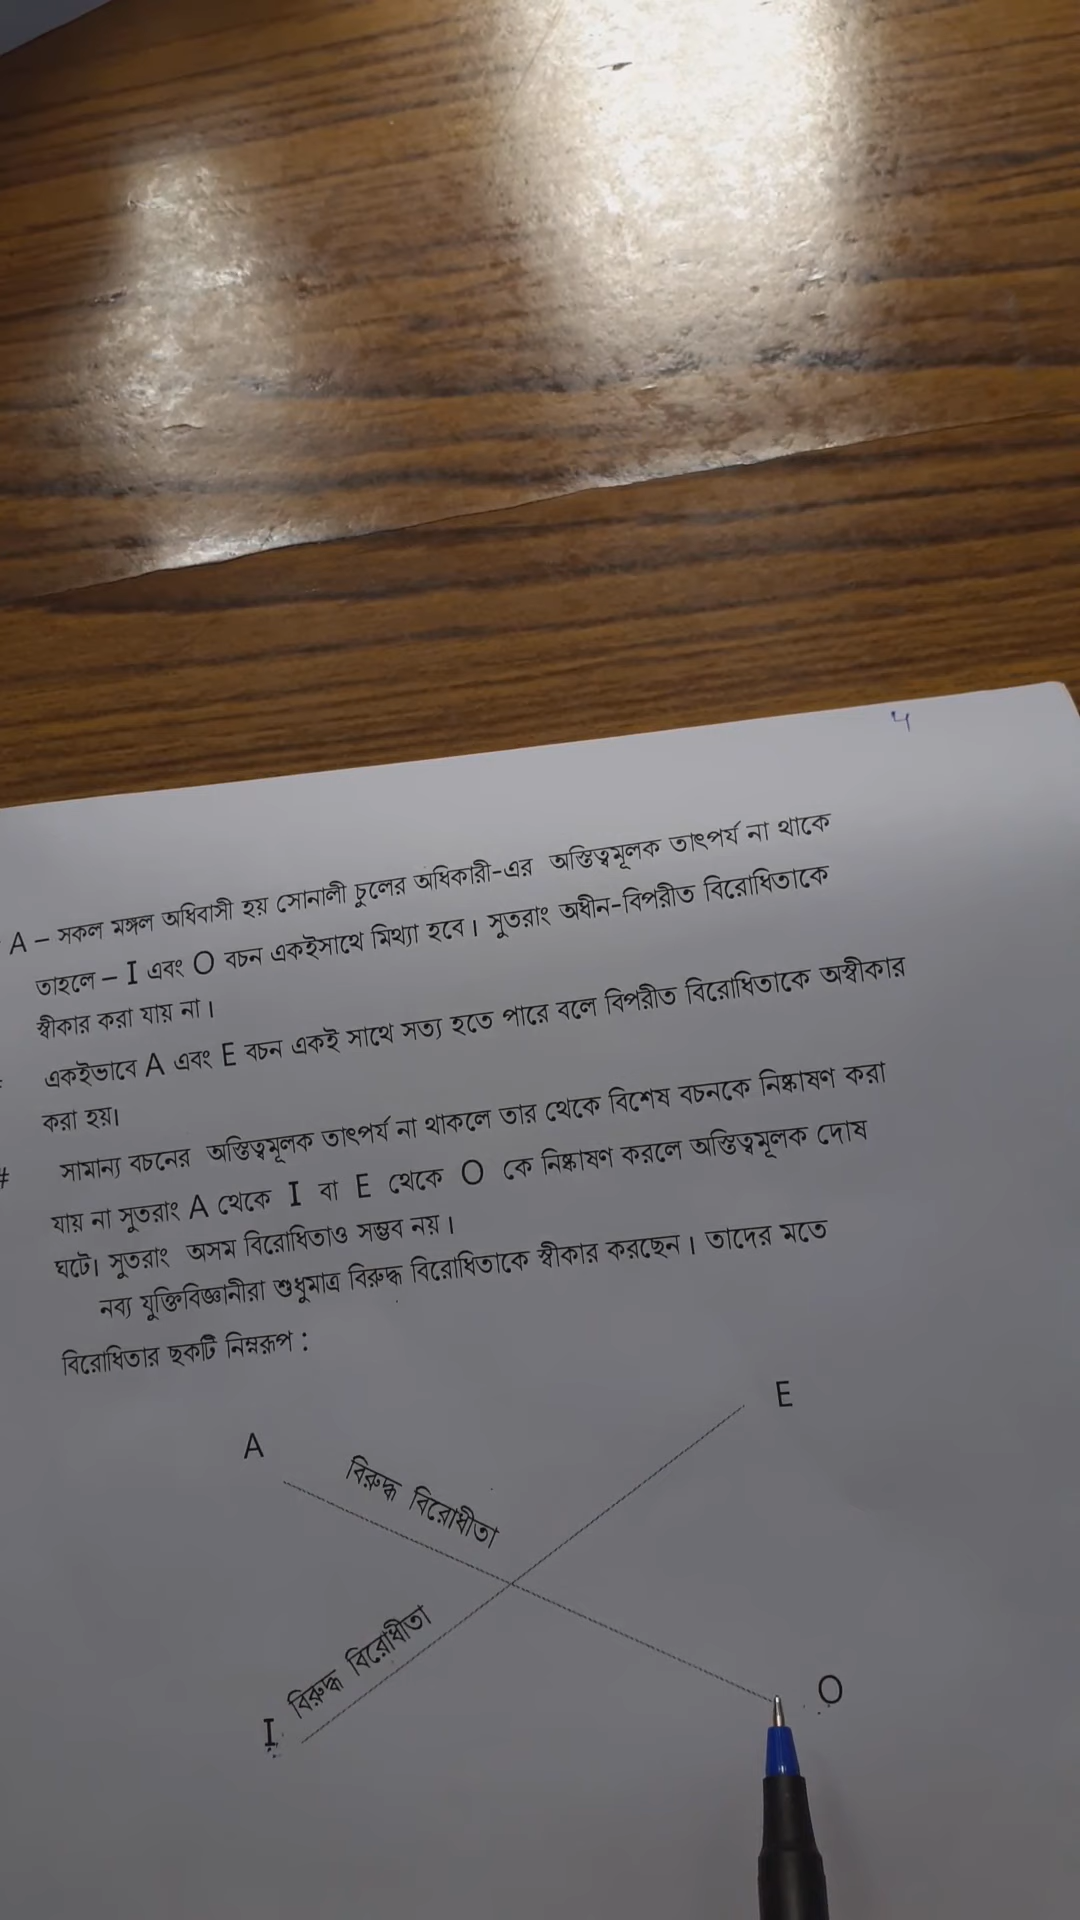 4
A – সকল মঙ্গল অধিবাসী হয় সোনালী চুলের অধিকারী-এর অস্তিত্বমূলক তাৎপর্য না থাকে
তাহলে – I এবং O বচন একইসাথে মিথ্যা হবে। সুতরাং অধীন-বিপরীত বিরোধিতাকে
স্বীকার করা যায় না।
একইভাবে A এবং E বচন একই সাথে সত্য হতে পারে বলে বিপরীত বিরোধিতাকে অস্বীকার
করা হয়।
# সামান্য বচনের অস্তিত্বমূলক তাৎপর্য না থাকলে তার থেকে বিশেষ বচনকে নিষ্কাষণ করা
যায় না সুতরাং A থেকে I বা E থেকে O কে নিষ্কাষণ করলে অস্তিত্বমূলক দোষ
ঘটে। সুতরাং অসম বিরোধিতাও সম্ভব নয়।
নব্য যুক্তিবিজ্ঞানীরা শুধুমাত্র বিরুদ্ধ বিরোধিতাকে স্বীকার করছেন। তাদের মতে
বিরোধিতার ছকটি নিম্নরূপ :
A
E
বিরুদ্ধ বিরোধীতা
বিরুদ্ধ বিরোধীতা
I
O